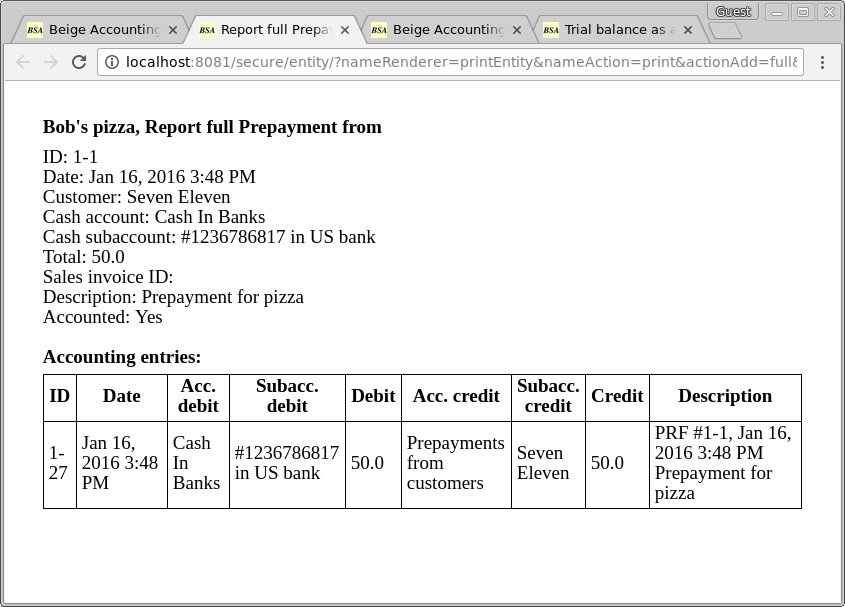 Guest
BSA Beige Accounting
BSA Report full Prepa
BSA Beige Accounting
BSA Trial balance as a
localhost:8081/secure/entity/?nameRenderer=printEntity&nameAction=print&actionAdd=full&
Bob's pizza, Report full Prepayment from
ID: 1-1
Date: Jan 16, 2016 3:48 PM
Customer: Seven Eleven
Cash account: Cash In Banks
Cash subaccount: #1236786817 in US bank
Total: 50.0
Sales invoice ID:
Description: Prepayment for pizza
Accounted: Yes
Accounting entries:
ID
Date
Acc.
debit
Subacc.
debit
Debit
Acc. credit
Subacc.
credit
Credit
Description
1-
27
Jan 16,
2016 3:48
PM
Cash
In
Banks
#1236786817
in US bank
50.0
Prepayments
from
customers
Seven
Eleven
50.0
PRF #1-1, Jan 16,
2016 3:48 PM
Prepayment for
pizza